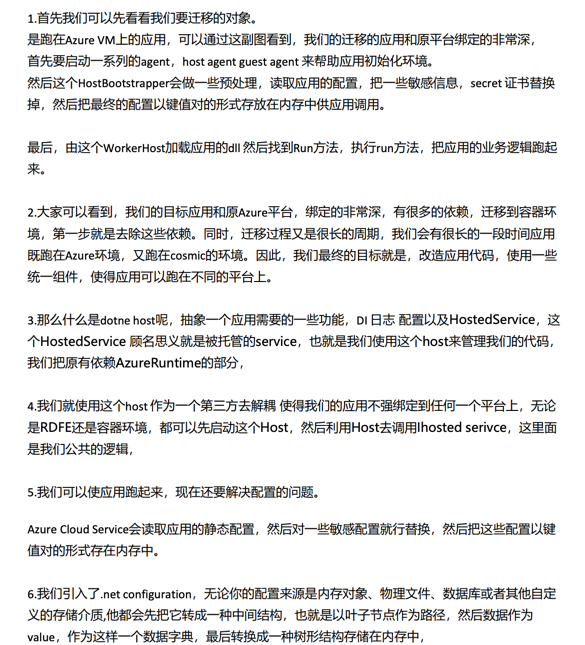 1.首先我们可以先看看我们要迁移的对象。
是跑在Azure VM上的应用，可以通过这副图看到，我们的迁移的应用和原平台绑定的非常深，
首先要启动一系列的agent，host agent guest agent 来帮助应用初始化环境。
然后这个HostBootstrapper会做一些预处理，读取应用的配置，把一些敏感信息，secret 证书替换
掉，然后把最终的配置以键值对的形式存放在内存中供应用调用。
最后，由这个WorkerHost加载应用的dll 然后找到Run方法，执行run方法，把应用的业务逻辑跑起
来。
2.大家可以看到，我们的目标应用和原Azure平台，绑定的非常深，有很多的依赖，迁移到容器环
境，第一步就是去除这些依赖。同时，迁移过程又是很长的周期，我们会有很长的一段时间应用
既跑在Azure环境，又跑在cosmic的环境。因此，我们最终的目标就是，改造应用代码，使用一些
统一组件，使得应用可以跑在不同的平台上。
3.那么什么是dotne host呢，抽象一个应用需要的一些功能，DI 日志 配置以及HostedService，这
个HostedService 顾名思义就是被托管的service，也就是我们使用这个host来管理我们的代码，
我们把原有依赖AzureRuntime的部分，
4.我们就使用这个host 作为一个第三方去解耦 使得我们的应用不强绑定到任何一个平台上，无论
是RDFE还是容器环境，都可以先启动这个Host，然后利用Host去调用Ihosted serivce，这里面
是我们公共的逻辑，
5.我们可以使应用跑起来，现在还要解决配置的问题。
Azure Cloud Service会读取应用的静态配置，然后对一些敏感配置就行替换，然后把这些配置以键
值对的形式存在内存中。
6.我们引入了.net configuration，无论你的配置来源是内存对象、物理文件、数据库或者其他自定
义的存储介质,他都会先把它转成一种中间结构，也就是以叶子节点作为路径，然后数据作为
value，作为这样一个数据字典，最后转换成一种树形结构存储在内存中，